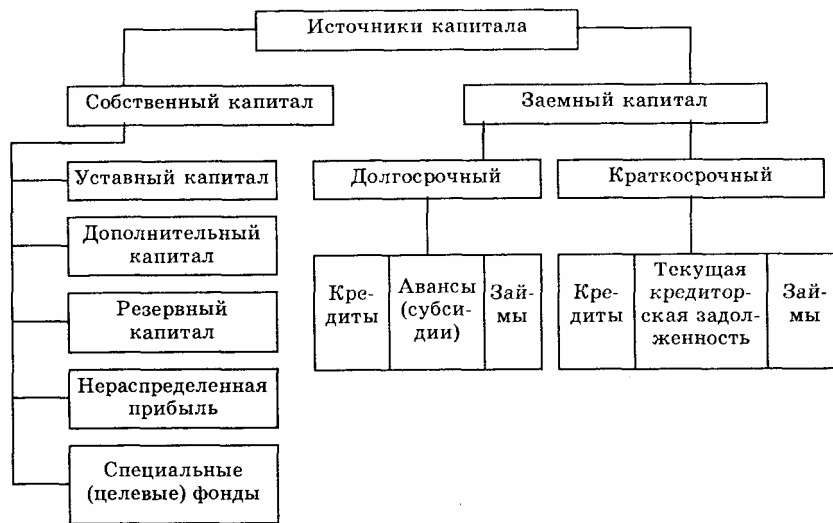 Источники капитала
Собственный капитал
Заемный капитал
Уставный капитал
Дополнительный
капитал
Резервный
капитал
Нераспределенная
прибыль
Специальные
(целевые) фонды
Долгосрочный
Кре-
диты
Авансы
(субси-
дии)
Зай-
мы
Краткосрочный
Кре-
диты
Текущая
кредитор-
ская задол-
женность
Зай-
мы